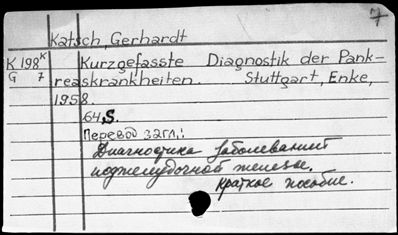 7
Katsch, Gerhardt
K 198 K
G 7
Kurzgefasste Diagnostik der Pank-
reaskrankheiten. Stuttgart, Enke,
1958.
64 S.
Перевод загл.:
Диагностика заболеваний
поджелудочной железы.
Краткое пособие.